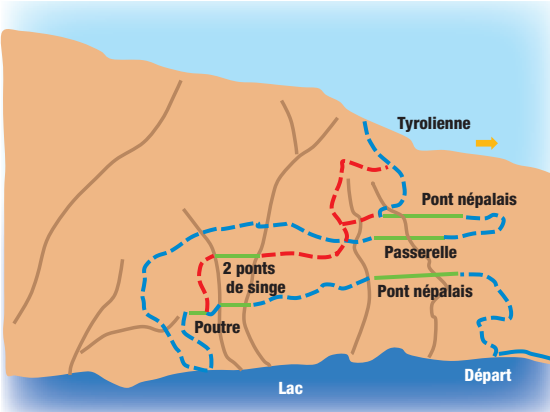 Tyrolienne
Pont népalais
Passerelle
2 ponts
de singe
Pont népalais
Poutre
Départ
Lac